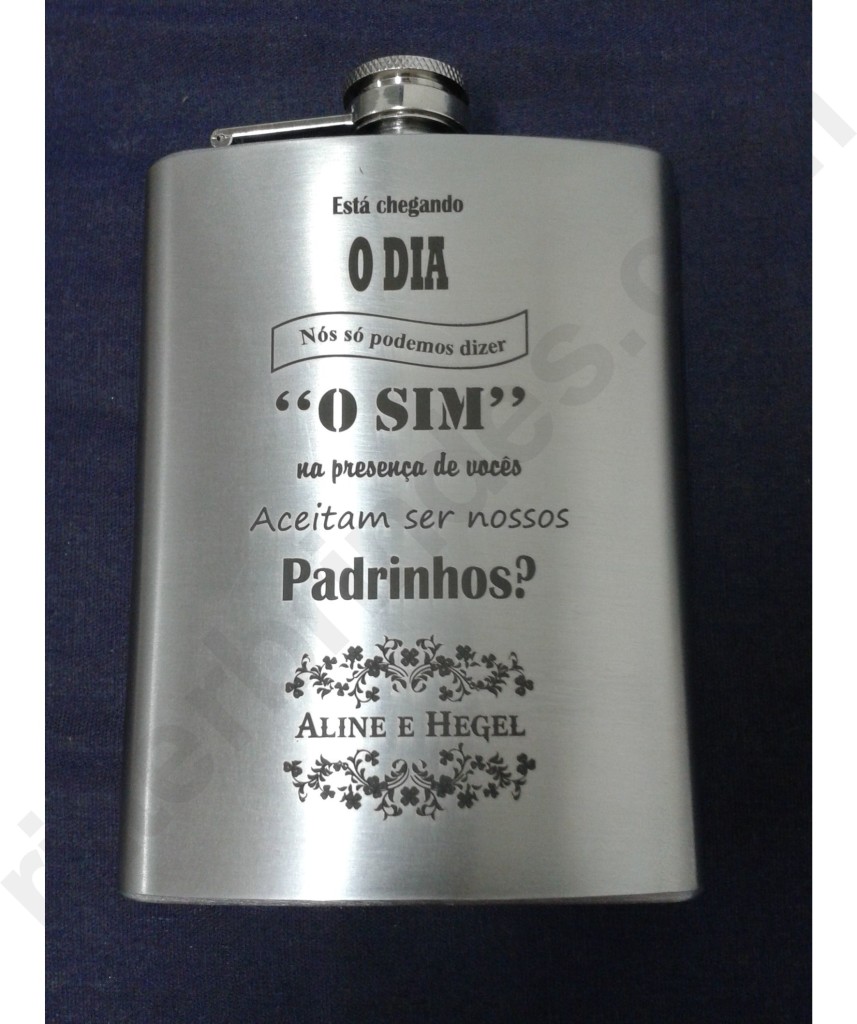 Está chegando
O DIA
Nós só podemos dizer
“O SIM”
na presença de vocês
Aceitam ser nossos
Padrinhos?
ALINE E HEGEL